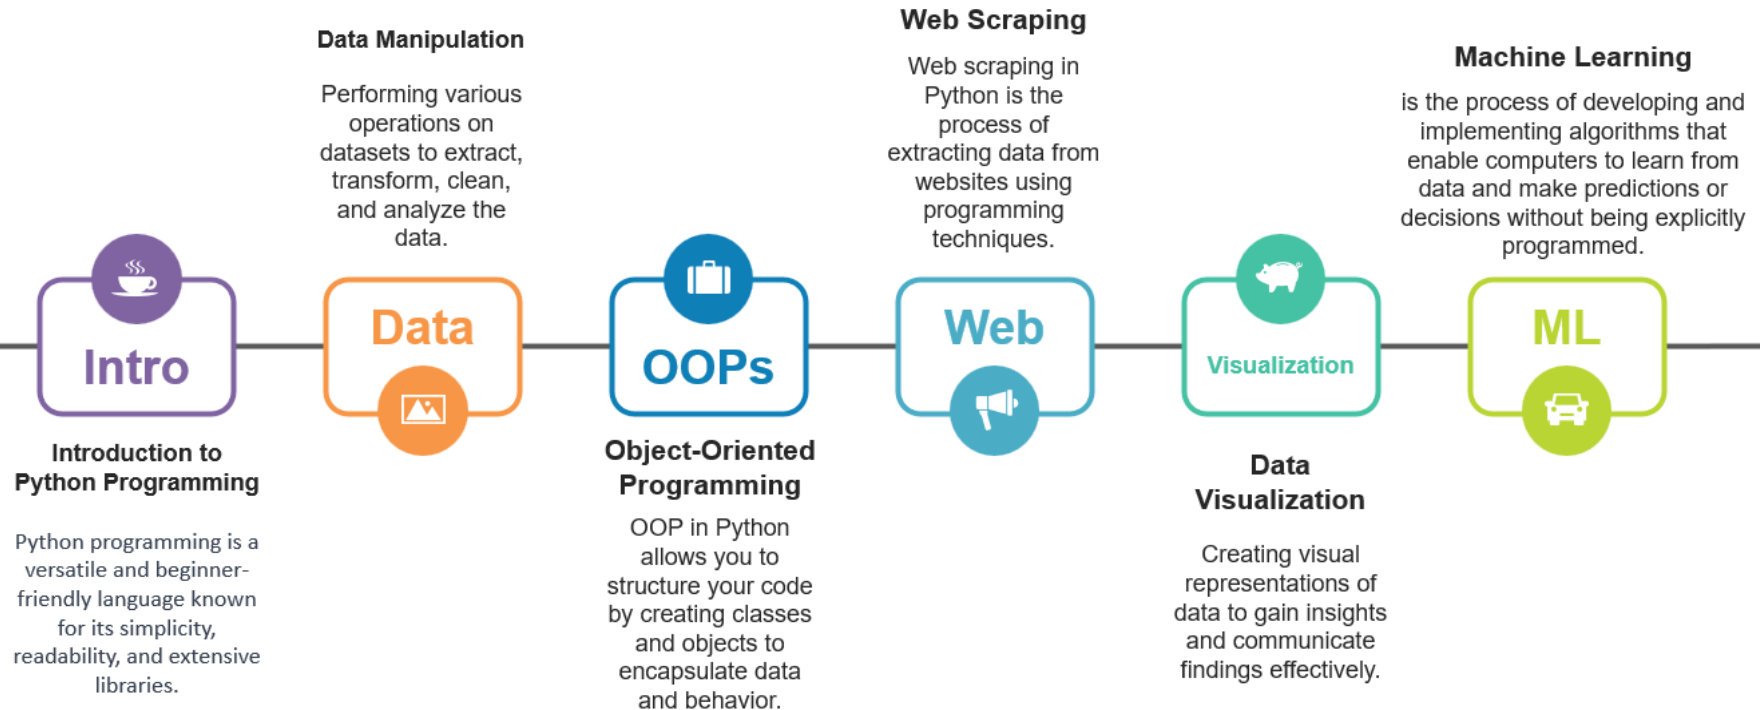 Intro
Introduction to
Python Programming
Python programming is a
versatile and beginner-
friendly language known
for its simplicity,
readability, and extensive
libraries.
Data Manipulation
Performing various
operations on
datasets to extract,
transform, clean,
and analyze the
data.
Data
OOPs
Object-Oriented
Programming
OOP in Python
allows you to
structure your code
by creating classes
and objects to
encapsulate data
and behavior.
Web Scraping
Web scraping in
Python is the
process of
extracting data from
websites using
programming
techniques.
Web
Visualization
Data
Visualization
Creating visual
representations of
data to gain insights
and communicate
findings effectively.
Machine Learning
is the process of developing and
implementing algorithms that
enable computers to learn from
data and make predictions or
decisions without being explicitly
programmed.
ML